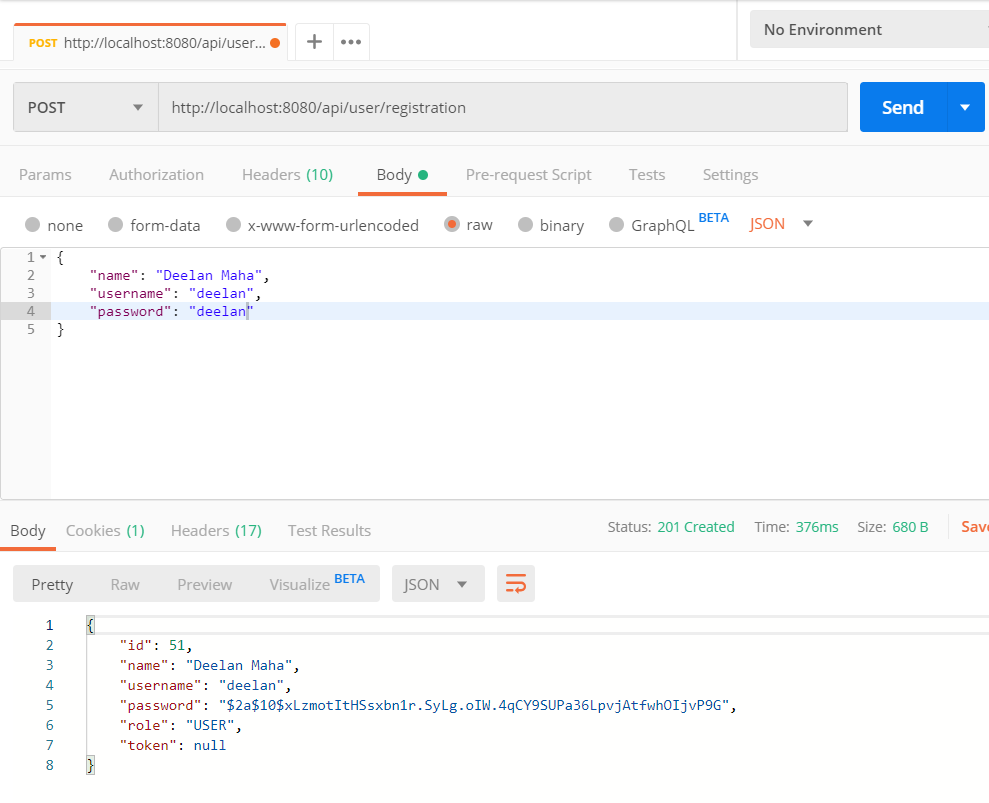 POST http://localhost:8080/api/user... + •••
No Environment
POST http://localhost:8080/api/user/registration Send
Params Authorization Headers (10) Body Pre-request Script Tests Settings
none form-data x-www-form-urlencoded raw binary GraphQL BETA JSON
1 {
2 "name": "Deelan Maha",
3 "username": "deelan",
4 "password": "deelan"
5 }
Body Cookies (1) Headers (17) Test Results Status: 201 Created Time: 376ms Size: 680 B Save
Pretty Raw Preview Visualize BETA JSON
1 {
2 "id": 51,
3 "name": "Deelan Maha",
4 "username": "deelan",
5 "password": "$2a$10$xLzmotItHSsxbn1r.SyLg.oIW.4qCY9SUPa36LpvjAtfwhOIjvP9G",
6 "role": "USER",
7 "token": null
8 }